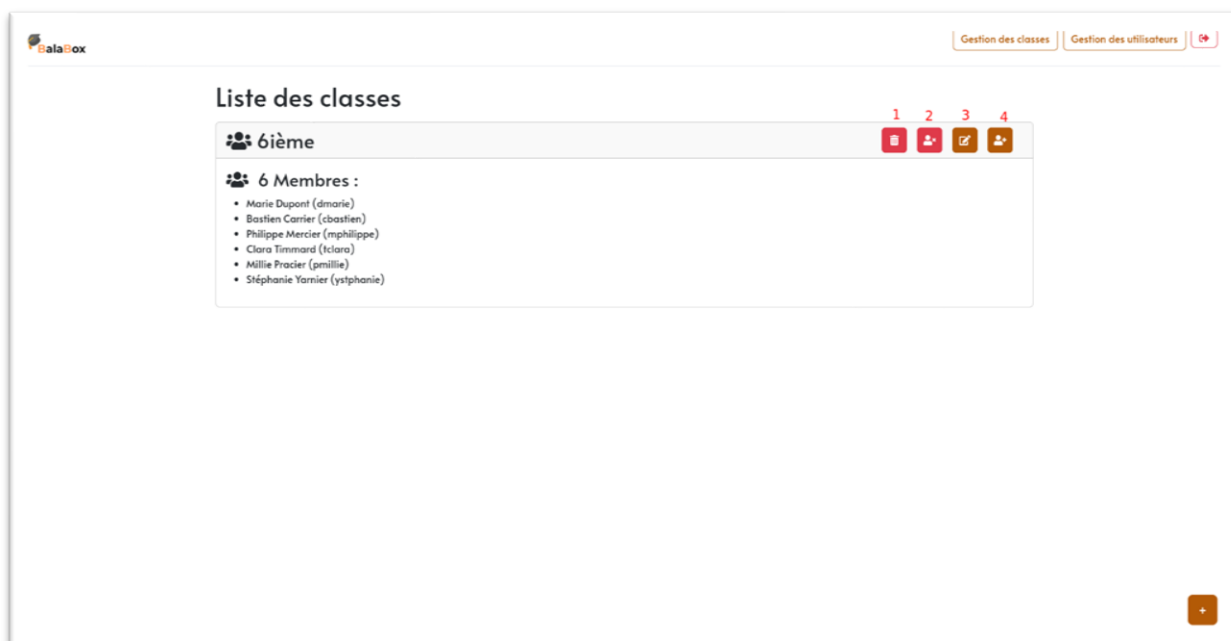 BalaBox
Gestion des classes Gestion des utilisateurs
Liste des classes
1 2 3 4
6ième
6 Membres :
• Marie Dupont (dmarie)
• Bastien Carrier (cbastien)
• Philippe Mercier (mphilippe)
• Clara Timmard (tclara)
• Millie Pracier (pmillie)
• Stéphanie Yarnier (ystphanie)
+